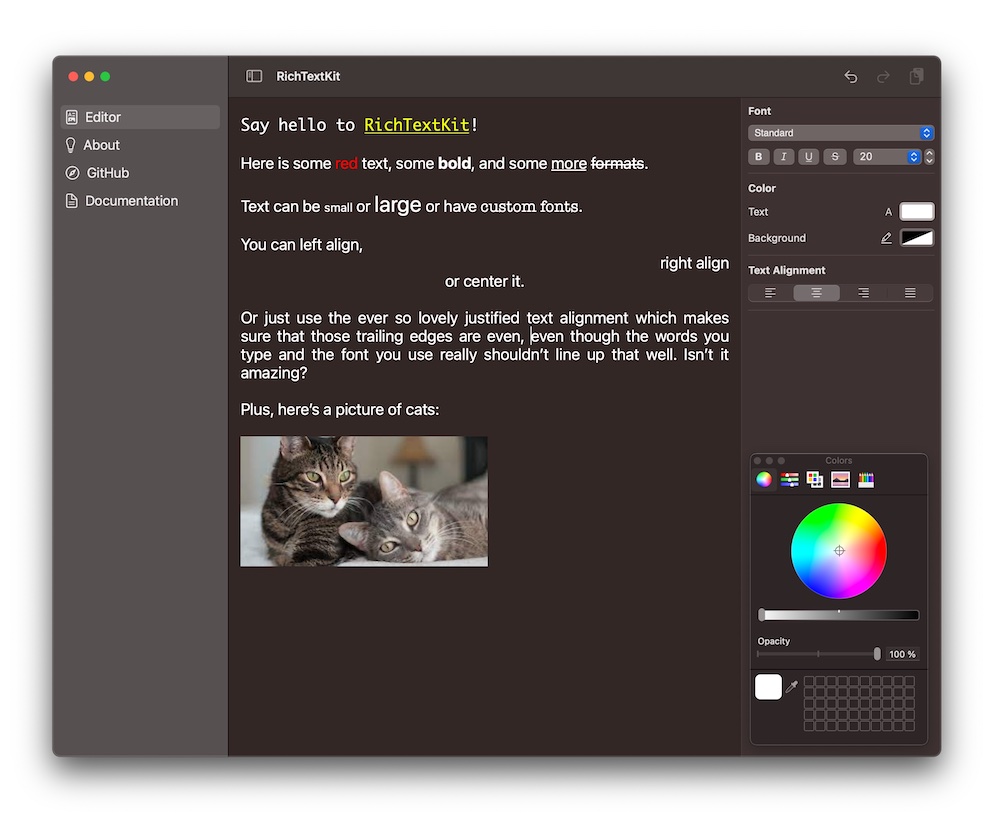 RichTextKit
Editor
About
GitHub
Documentation
Say hello to RichTextKit!
Here is some red text, some bold, and some more formats.
Text can be small or large or have custom fonts.
You can left align,
right align
or center it.
Or just use the ever so lovely justified text alignment which makes
sure that those trailing edges are even, even though the words you
type and the font you use really shouldn’t line up that well. Isn’t it
amazing?
Plus, here’s a picture of cats:
Font
Standard
B I U S 20
Color
Text A
Background
Text Alignment
Colors
Opacity
100 %